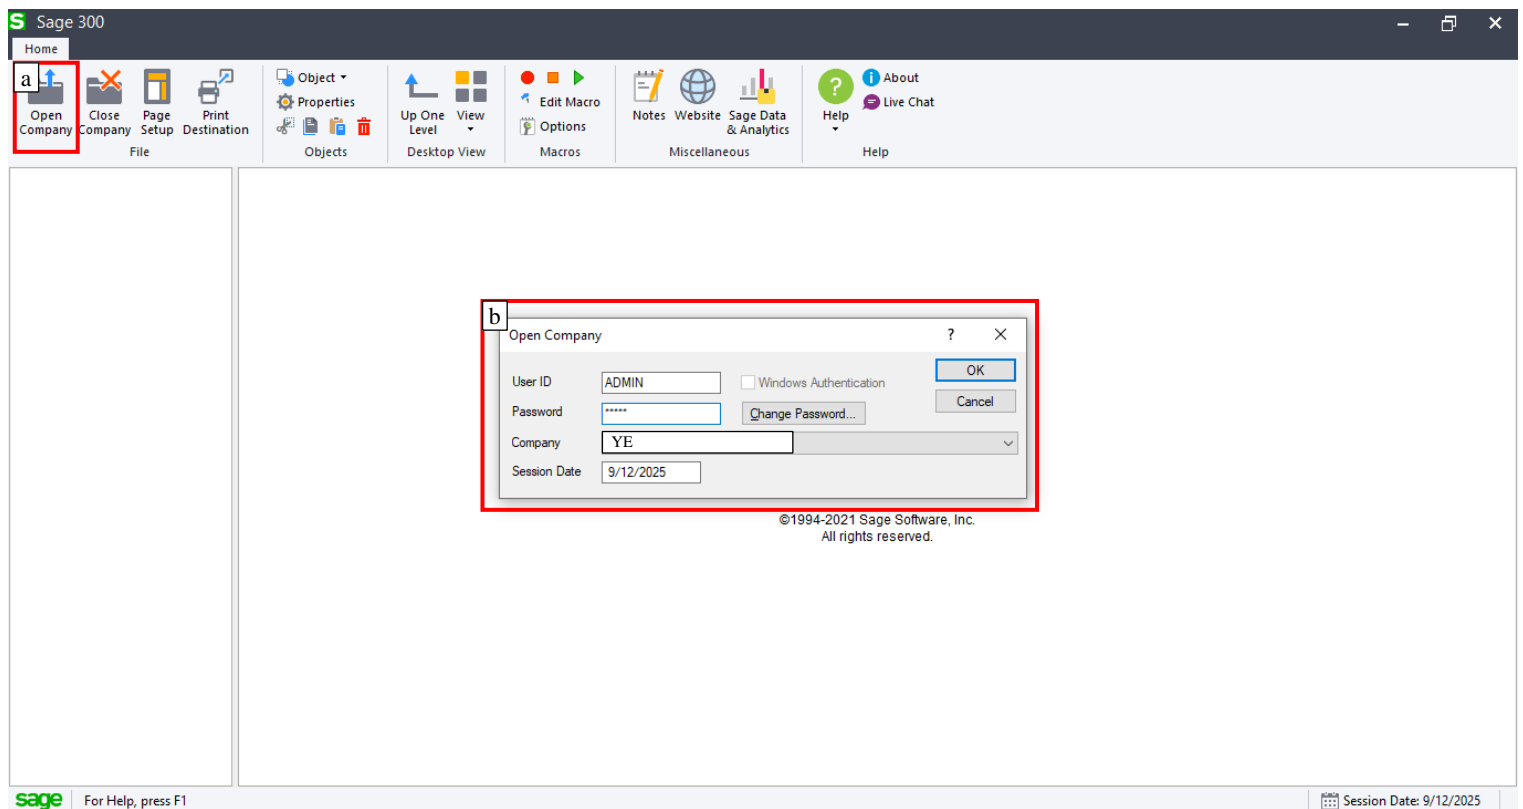 S Sage 300
Home
a
Open Company
Close Company
Page Setup
Print Destination
File
Object
Properties
Objects
Up One Level
View
Desktop View
Edit Macro
Options
Macros
Notes
Website
Sage Data & Analytics
Miscellaneous
? Help
About
Live Chat
Help
b
Open Company ?
User ID ADMIN Windows Authentication OK
Password ***** Change Password... Cancel
Company YE
Session Date 9/12/2025
©1994-2021 Sage Software, Inc.
All rights reserved.
sage For Help, press F1 Session Date: 9/12/2025